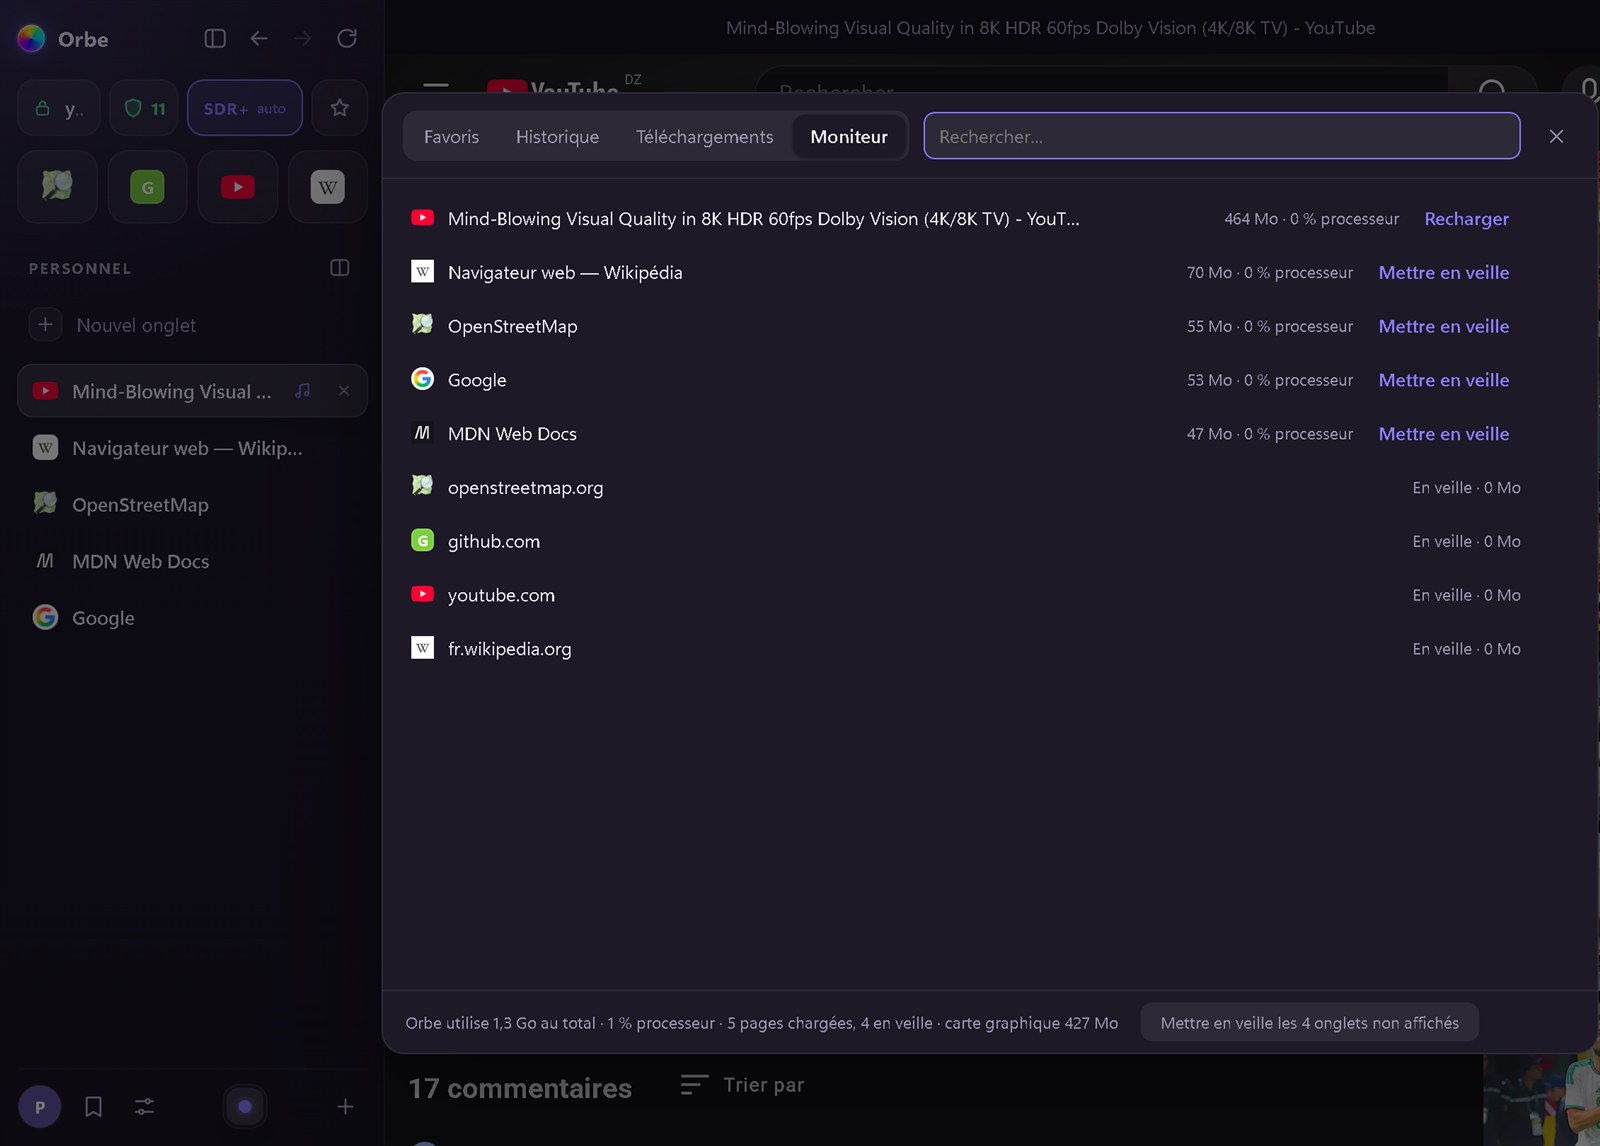 Orbe
Mind-Blowing Visual Quality in 8K HDR 60fps Dolby Vision (4K/8K TV) - YouTube
y..
11
SDR+ auto
YouTube DZ
Rechercher
Favoris
Historique
Téléchargements
Moniteur
Rechercher...
G
W
PERSONNEL
Nouvel onglet
Mind-Blowing Visual ...
W Navigateur web — Wikip...
OpenStreetMap
MDN Web Docs
Google
Mind-Blowing Visual Quality in 8K HDR 60fps Dolby Vision (4K/8K TV) - YouT... 464 Mo · 0 % processeur Recharger
W Navigateur web — Wikipédia 70 Mo · 0 % processeur Mettre en veille
OpenStreetMap 55 Mo · 0 % processeur Mettre en veille
Google 53 Mo · 0 % processeur Mettre en veille
MDN Web Docs 47 Mo · 0 % processeur Mettre en veille
openstreetmap.org En veille · 0 Mo
G github.com En veille · 0 Mo
youtube.com En veille · 0 Mo
W fr.wikipedia.org En veille · 0 Mo
Orbe utilise 1,3 Go au total · 1 % processeur · 5 pages chargées, 4 en veille · carte graphique 427 Mo
Mettre en veille les 4 onglets non affichés
17 commentaires
Trier par
P